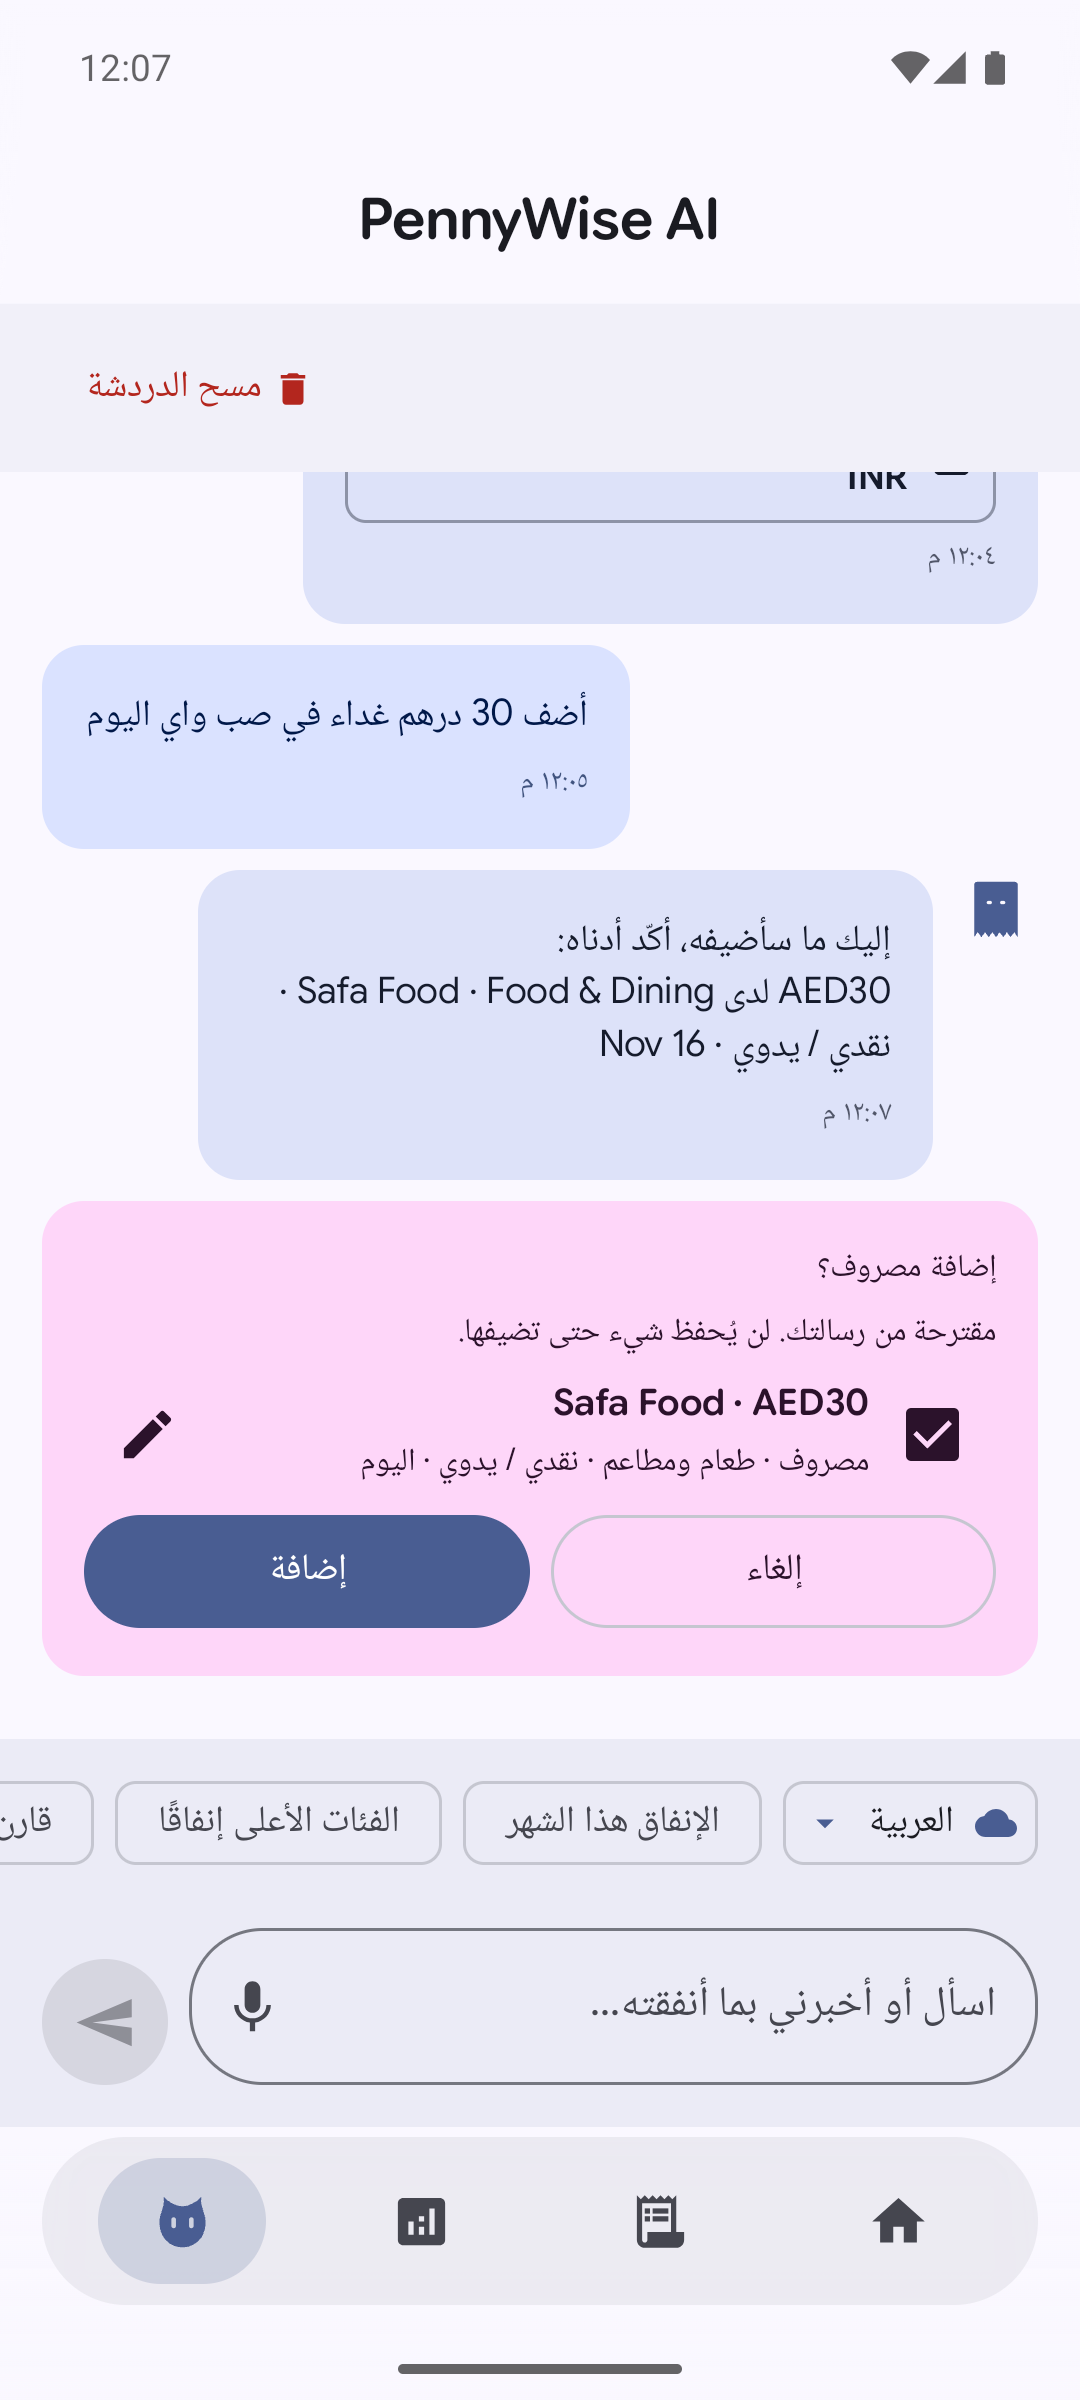 12:07
PennyWise AI
مسح الدردشة
INR
١٢:٠٤ م
أضف 30 درهم غداء في صب واي اليوم
١٢:٠٥ م
إليك ما سأضيفه، أكّد أدناه:
AED30 لدى Safa Food · Food & Dining ·
نقدي / يدوي · Nov 16
١٢:٠٧ م
إضافة مصروف؟
مقترحة من رسالتك. لن يُحفظ شيء حتى تضيفها.
Safa Food · AED30
مصروف · طعام ومطاعم · نقدي / يدوي · اليوم
إلغاء
إضافة
العربية
الإنفاق هذا الشهر
الفئات الأعلى إنفاقًا
قارن
اسأل أو أخبرني بما أنفقته...